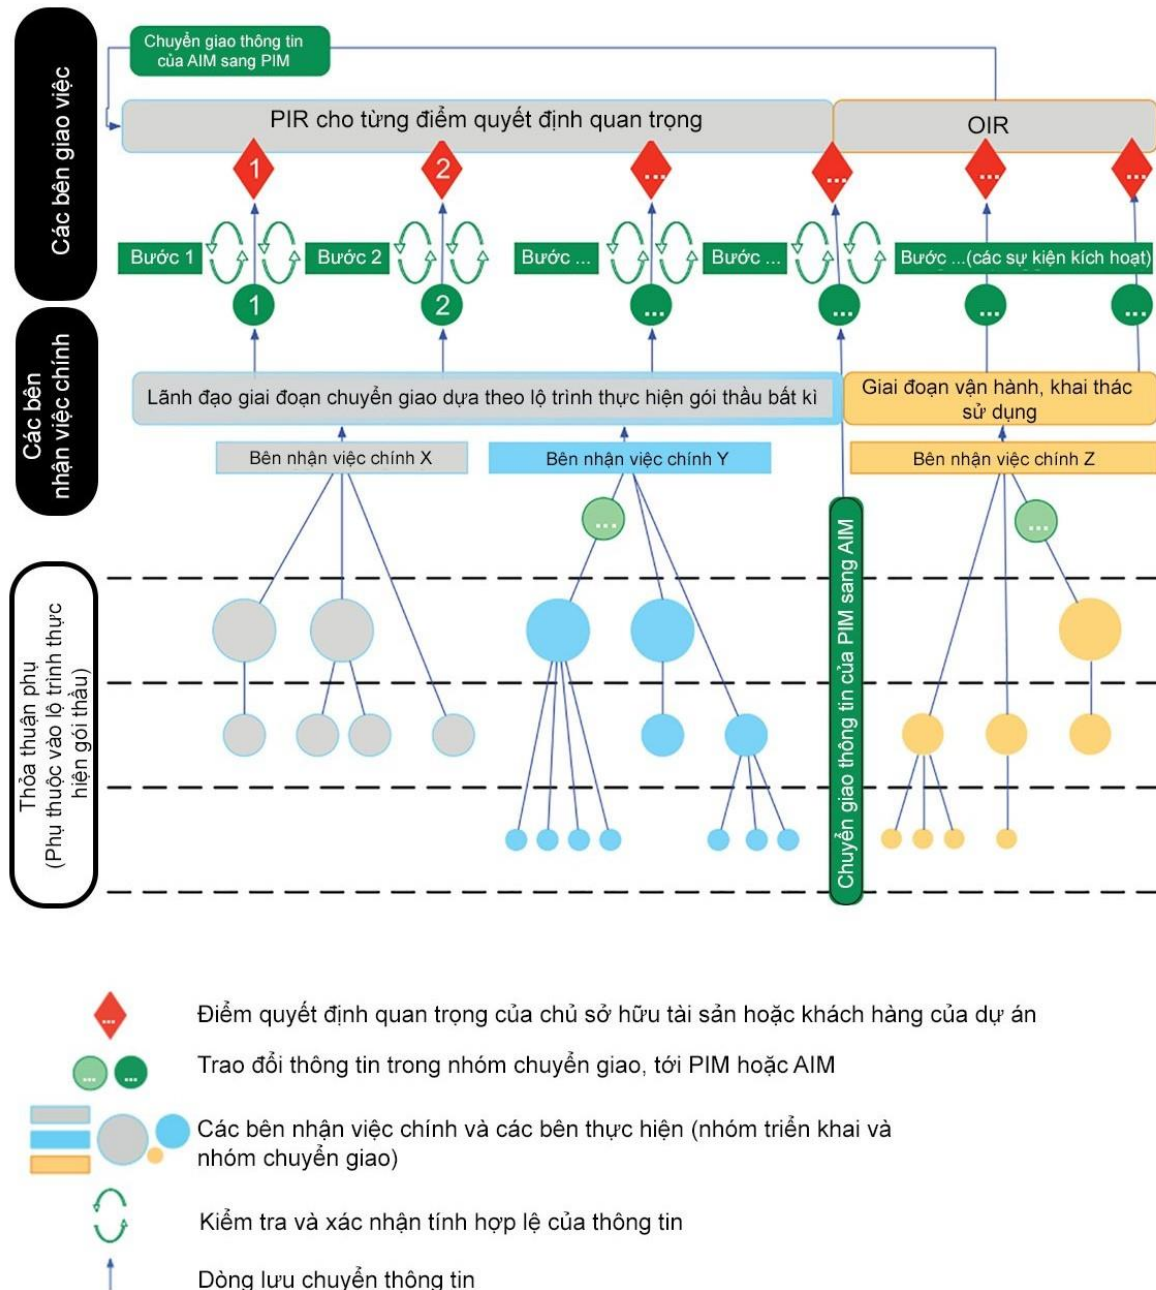 Các bên giao việc
Chuyển giao thông tin
của AIM sang PIM
PIR cho từng điểm quyết định quan trọng
OIR
1
2
...
...
...
...
Bước 1
Bước 2
Bước ...
Bước ...
Bước ...(các sự kiện kích hoạt)
1
2
...
...
...
...
Các bên
nhận việc chính
Lãnh đạo giai đoạn chuyển giao dựa theo lộ trình thực hiện gói thầu bất kì
Giai đoạn vận hành, khai thác
sử dụng
Bên nhận việc chính X
Bên nhận việc chính Y
Bên nhận việc chính Z
...
...
Thỏa thuận phụ
(Phụ thuộc vào lộ trình thực
hiện gói thầu)
Chuyển giao thông tin của PIM sang AIM
...
Điểm quyết định quan trọng của chủ sở hữu tài sản hoặc khách hàng của dự án
... ...
Trao đổi thông tin trong nhóm chuyển giao, tới PIM hoặc AIM
Các bên nhận việc chính và các bên thực hiện (nhóm triển khai và
nhóm chuyển giao)
Kiểm tra và xác nhận tính hợp lệ của thông tin
Dòng lưu chuyển thông tin